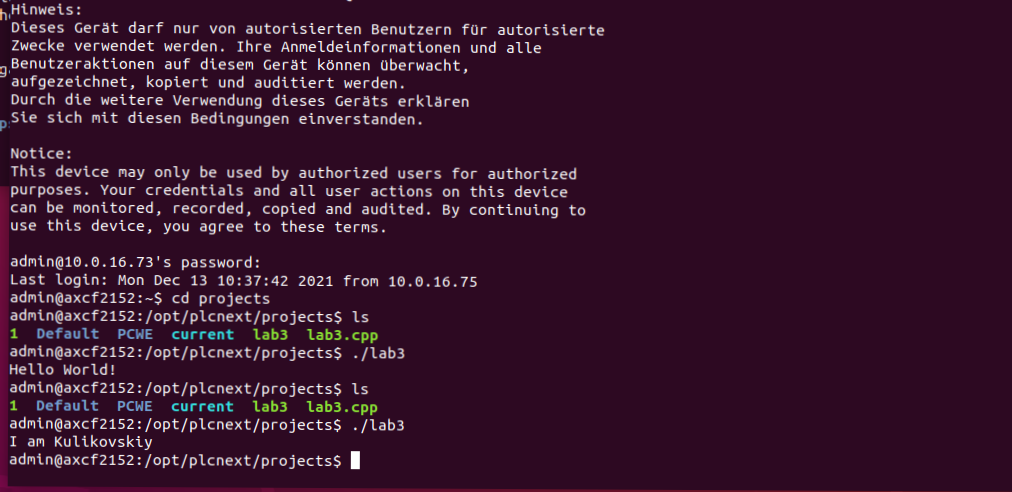 Hinweis:
Dieses Gerät darf nur von autorisierten Benutzern für autorisierte
Zwecke verwendet werden. Ihre Anmeldeinformationen und alle
Benutzeraktionen auf diesem Gerät können überwacht,
aufgezeichnet, kopiert und auditiert werden.
Durch die weitere Verwendung dieses Geräts erklären
Sie sich mit diesen Bedingungen einverstanden.
Notice:
This device may only be used by authorized users for authorized
purposes. Your credentials and all user actions on this device
can be monitored, recorded, copied and audited. By continuing to
use this device, you agree to these terms.
admin@10.0.16.73's password:
Last login: Mon Dec 13 10:37:42 2021 from 10.0.16.75
admin@axcf2152:~$ cd projects
admin@axcf2152:/opt/plcnext/projects$ ls
1 Default PCWE current lab3 lab3.cpp
admin@axcf2152:/opt/plcnext/projects$ ./lab3
Hello World!
admin@axcf2152:/opt/plcnext/projects$ ls
1 Default PCWE current lab3 lab3.cpp
admin@axcf2152:/opt/plcnext/projects$ ./lab3
I am Kulikovskiy
admin@axcf2152:/opt/plcnext/projects$